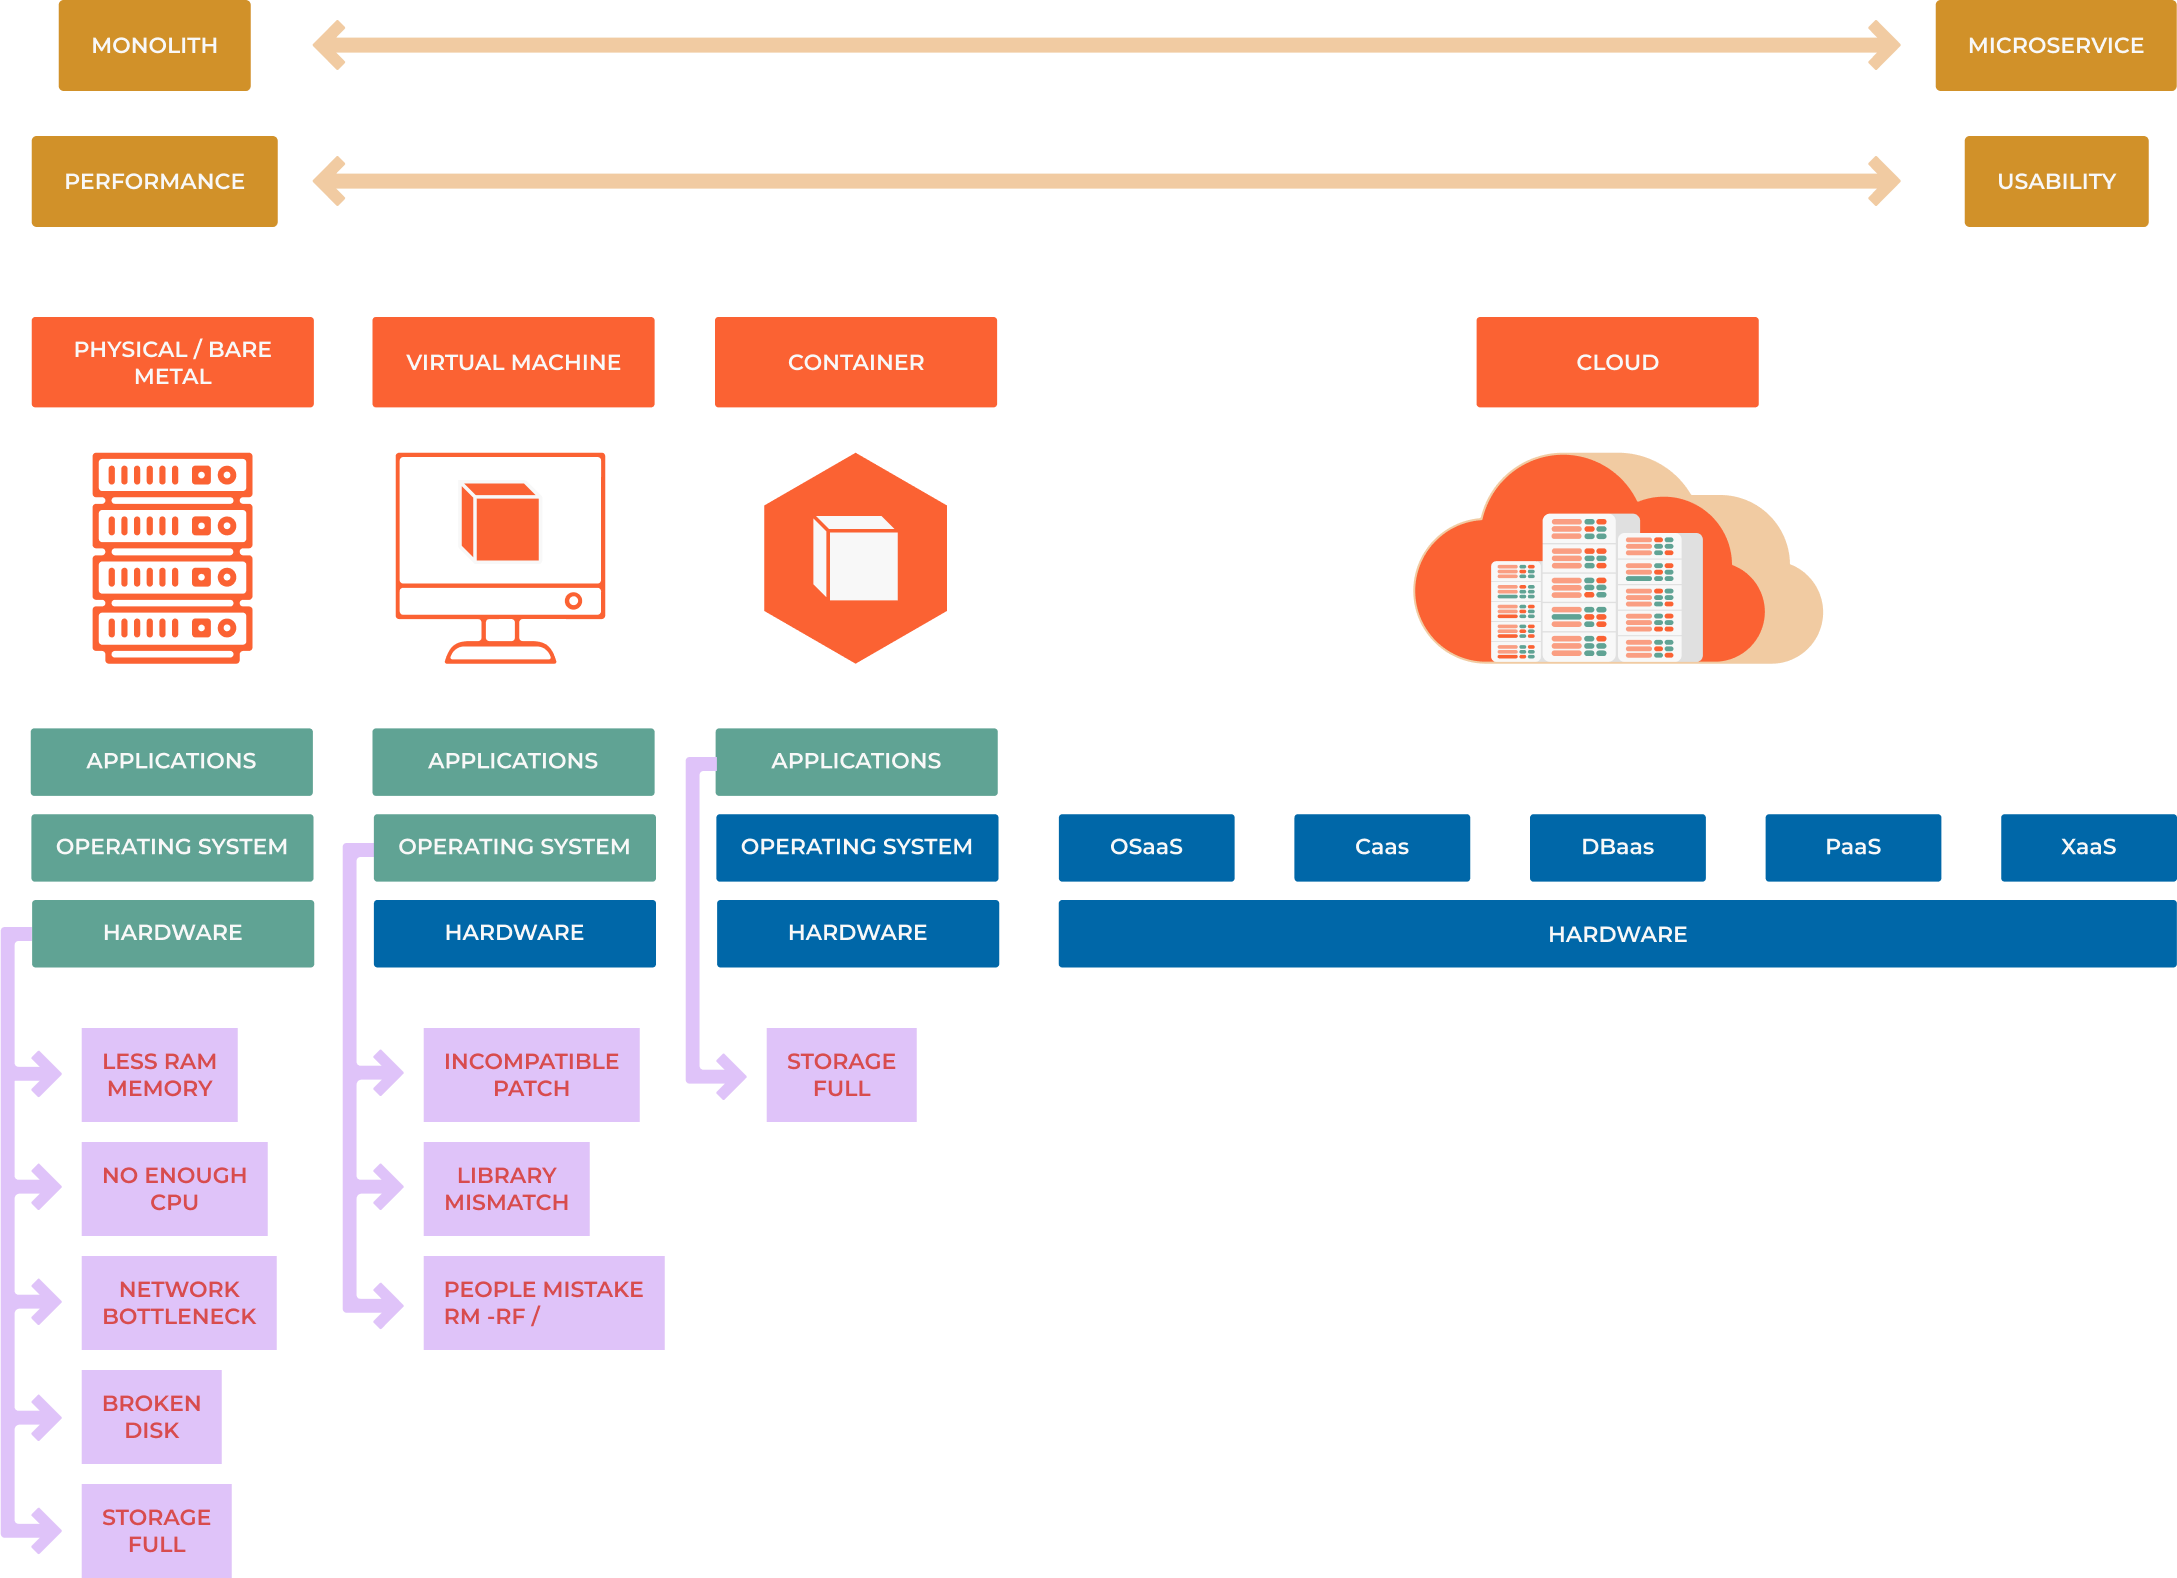 MONOLITH
MICROSERVICE
PERFORMANCE
USABILITY
PHYSICAL / BARE
METAL
VIRTUAL MACHINE
CONTAINER
CLOUD
APPLICATIONS
APPLICATIONS
APPLICATIONS
OPERATING SYSTEM
OPERATING SYSTEM
OPERATING SYSTEM
OSaaS
Caas
DBaas
PaaS
XaaS
HARDWARE
HARDWARE
HARDWARE
HARDWARE
LESS RAM
MEMORY
NO ENOUGH
CPU
NETWORK
BOTTLENECK
BROKEN
DISK
STORAGE
FULL
INCOMPATIBLE
PATCH
LIBRARY
MISMATCH
PEOPLE MISTAKE
RM -RF /
STORAGE
FULL